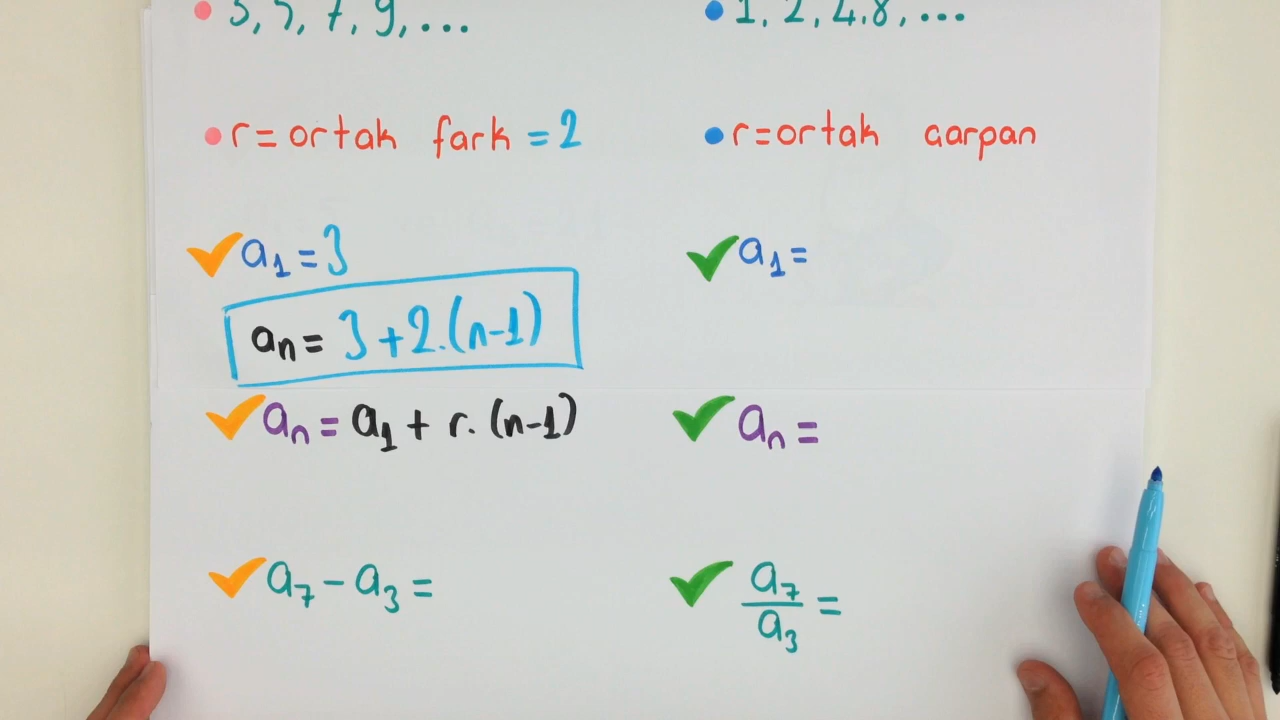 3, 5, 7, 9, ...
r = ortak fark = 2
a₁ = 3
aₙ = 3 + 2.(n-1)
aₙ = a₁ + r. (n-1)
a₇ - a₃ =
1, 2, 4, 8, ...
r = ortak çarpan
a₁ =
aₙ =
a₇
a₃ =